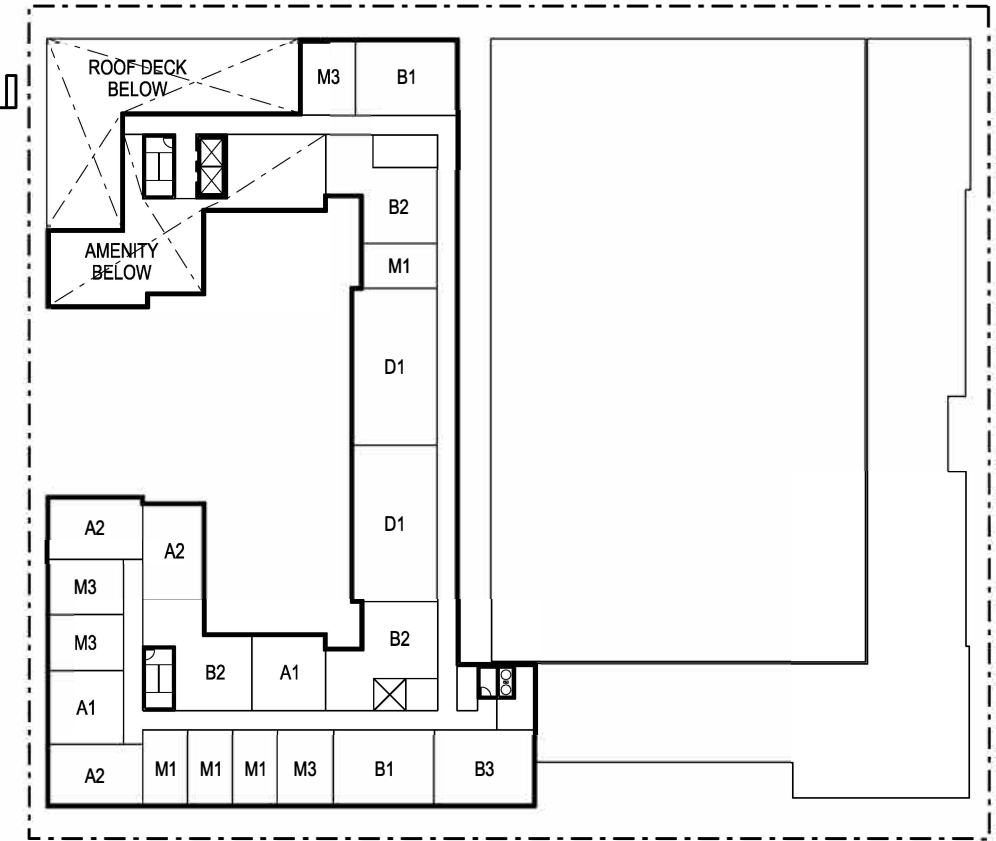 ROOF DECK
BELOW
M3
B1
B2
AMENITY
BELOW
M1
D1
D1
A2
A2
M3
M3
B2
A1
B2
A1
A2
M1
M1
M1
M3
B1
B3